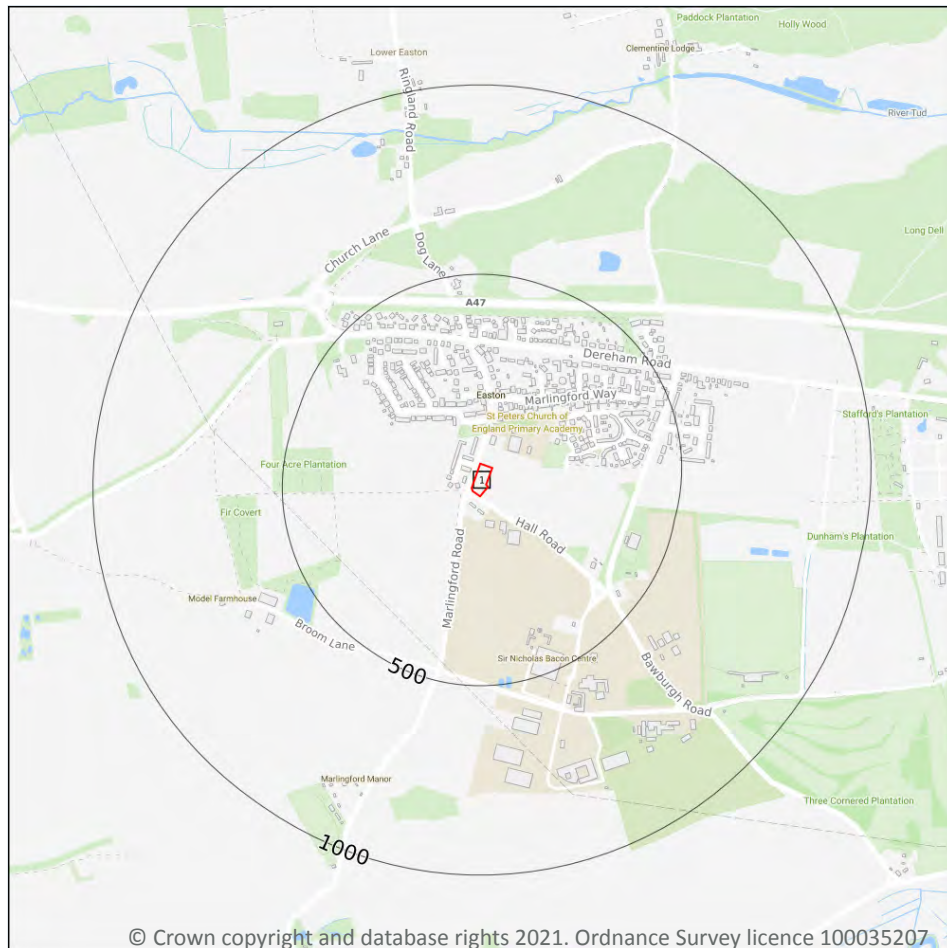 Paddock Plantation
Holly Wood
Lower Easton
Clementine Lodge
Ringland Road
River Tud
Church Lane
Dog Lane
Long Dell
A47
Dereham Road
Easton
Marlingford Way
St Peters Church of
England Primary Academy
Stafford's Plantation
Four Acre Plantation
1
Fir Covert
Hall Road
Dunham's Plantation
Marlingford Road
Model Farmhouse
Broom Lane
500
Sir Nicholas Bacon Centre
Bawburgh Road
Marlingford Manor
Three Cornered Plantation
1000
© Crown copyright and database rights 2021. Ordnance Survey licence 100035207